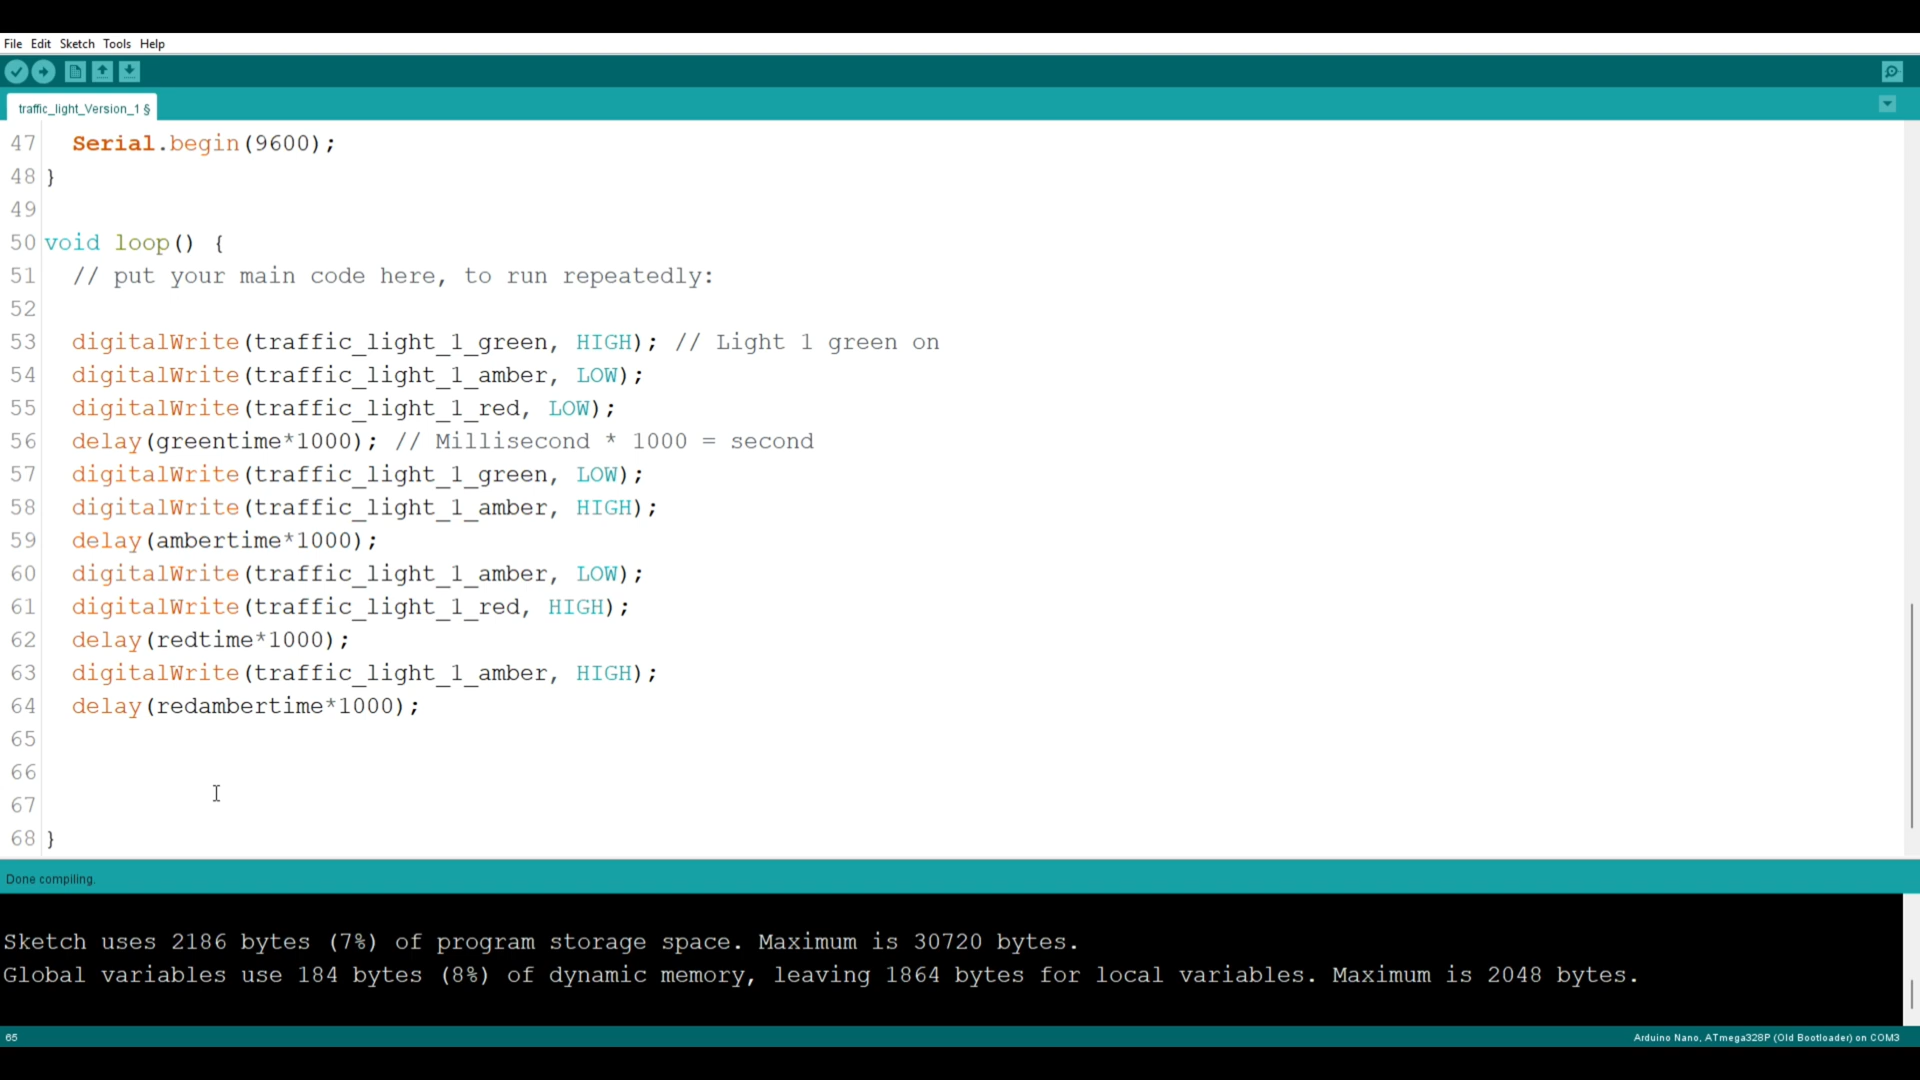 File Edit Sketch Tools Help
traffic_light_Version_1 §
47 Serial.begin(9600);
48 }
49
50 void loop() {
51 // put your main code here, to run repeatedly:
52
53 digitalWrite(traffic_light_1_green, HIGH); // Light 1 green on
54 digitalWrite(traffic_light_1_amber, LOW);
55 digitalWrite(traffic_light_1_red, LOW);
56 delay(greentime*1000); // Millisecond * 1000 = second
57 digitalWrite(traffic_light_1_green, LOW);
58 digitalWrite(traffic_light_1_amber, HIGH);
59 delay(ambertime*1000);
60 digitalWrite(traffic_light_1_amber, LOW);
61 digitalWrite(traffic_light_1_red, HIGH);
62 delay(redtime*1000);
63 digitalWrite(traffic_light_1_amber, HIGH);
64 delay(redambertime*1000);
65
66
67
68 }
Done compiling.
Sketch uses 2186 bytes (7%) of program storage space. Maximum is 30720 bytes.
Global variables use 184 bytes (8%) of dynamic memory, leaving 1864 bytes for local variables. Maximum is 2048 bytes.
65 Arduino Nano, ATmega328P (Old Bootloader) on COM3